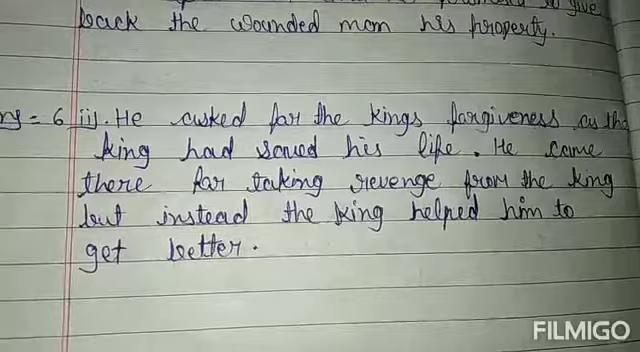 give
back the wounded man his property.
= 6 ii). He asked for the kings forgiveness as the
king had saved his life. He came
there for taking revenge from the king
but instead the king helped him to
get better.
FILMIGO